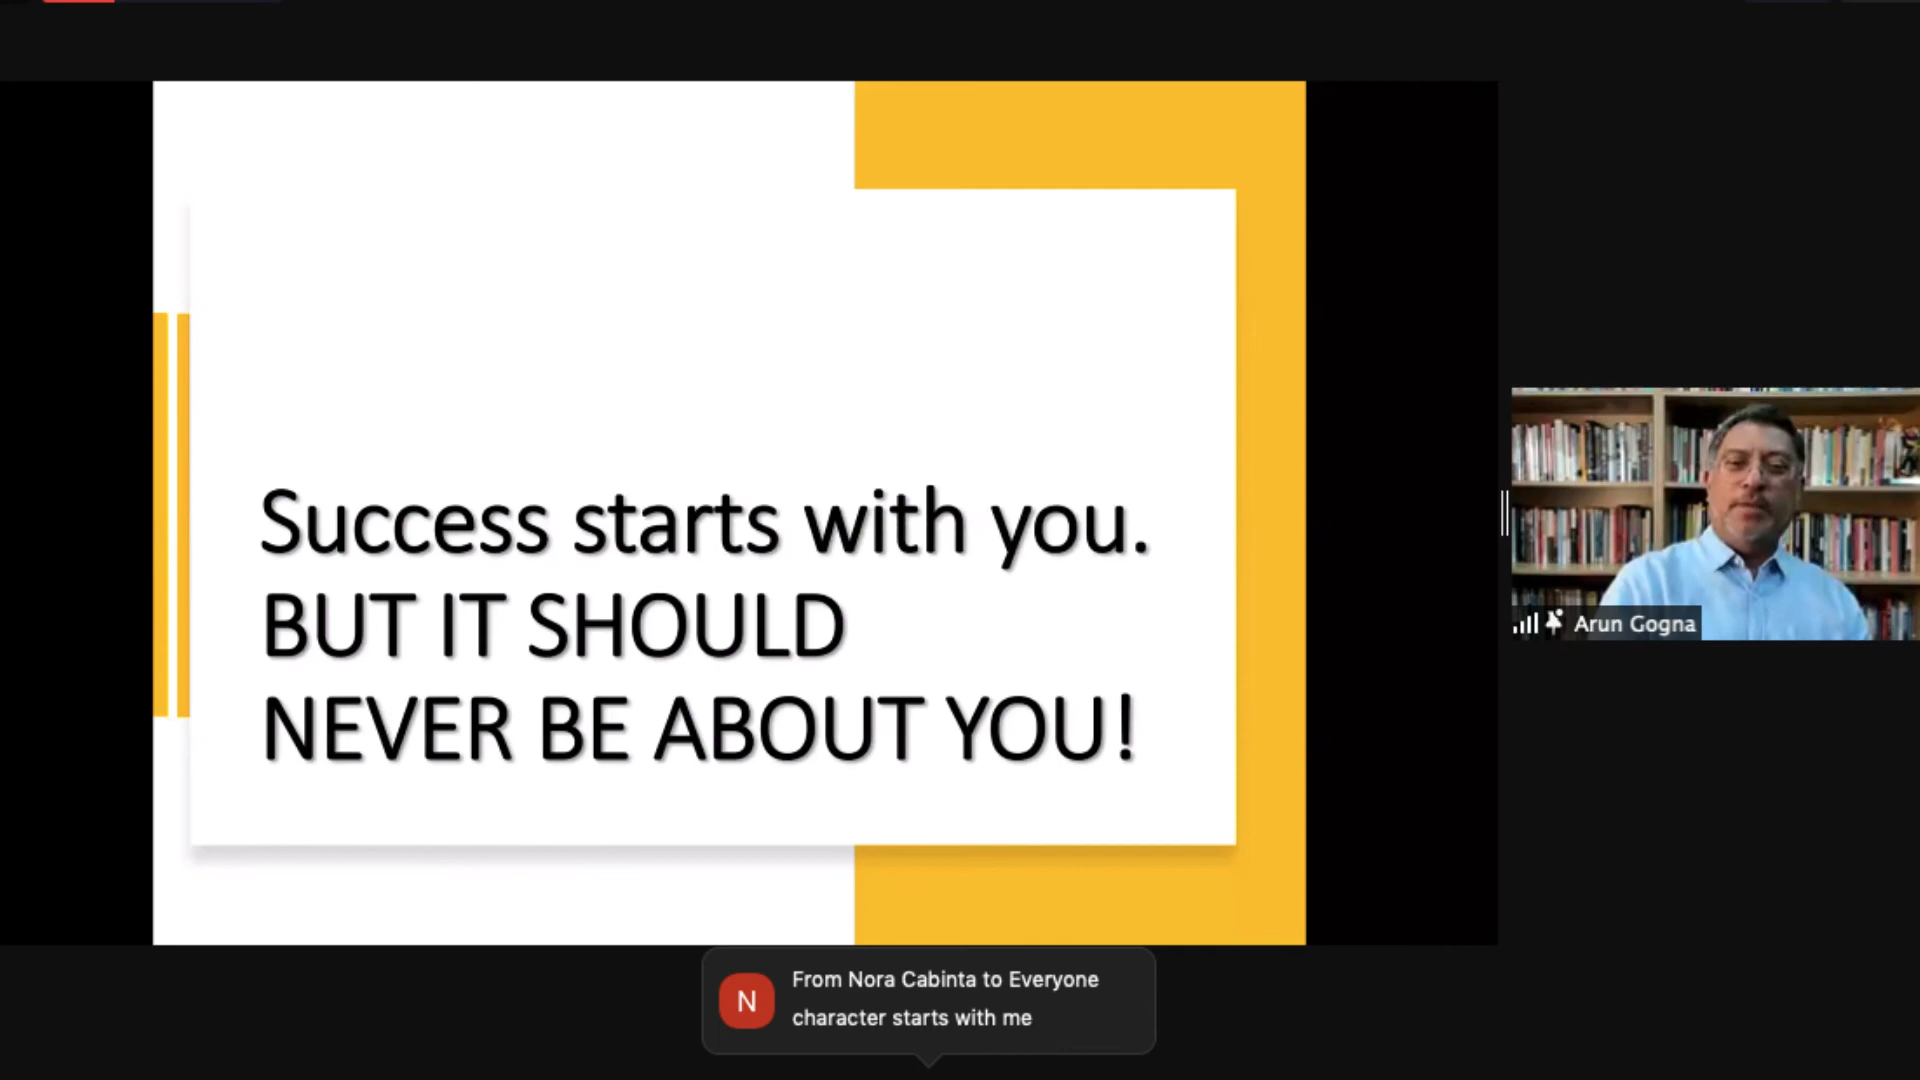 Success starts with you.
BUT IT SHOULD
NEVER BE ABOUT YOU!
Arun Gogna
N
From Nora Cabinta to Everyone
character starts with me